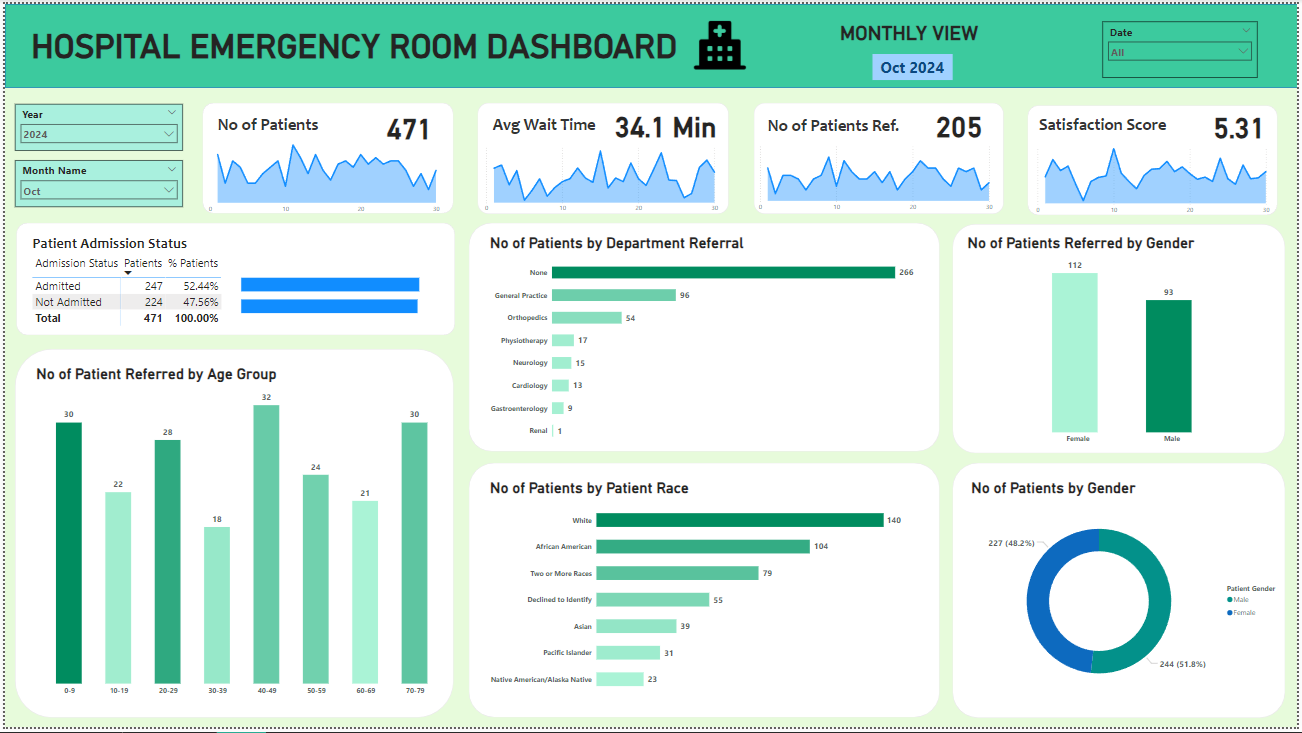 HOSPITAL EMERGENCY ROOM DASHBOARD
MONTHLY VIEW
Oct 2024
Date
All
Year
2024
Month Name
Oct
No of Patients
471
0 10 20 30
Avg Wait Time
34.1 Min
0 10 20 30
No of Patients Ref.
205
0 10 20 30
Satisfaction Score
5.31
0 10 20 30
Patient Admission Status
Admission Status Patients % Patients
Admitted 247 52.44%
Not Admitted 224 47.56%
Total 471 100.00%
No of Patients by Department Referral
None 266
General Practice 96
Orthopedics 54
Physiotherapy 17
Neurology 15
Cardiology 13
Gastroenterology 9
Renal 1
No of Patients Referred by Gender
112
93
Female Male
No of Patient Referred by Age Group
30 22 28 18 32 24 21 30
0-9 10-19 20-29 30-39 40-49 50-59 60-69 70-79
No of Patients by Patient Race
White 140
African American 104
Two or More Races 79
Declined to Identify 55
Asian 39
Pacific Islander 31
Native American/Alaska Native 23
No of Patients by Gender
227 (48.2%)
244 (51.8%)
Patient Gender
Male
Female